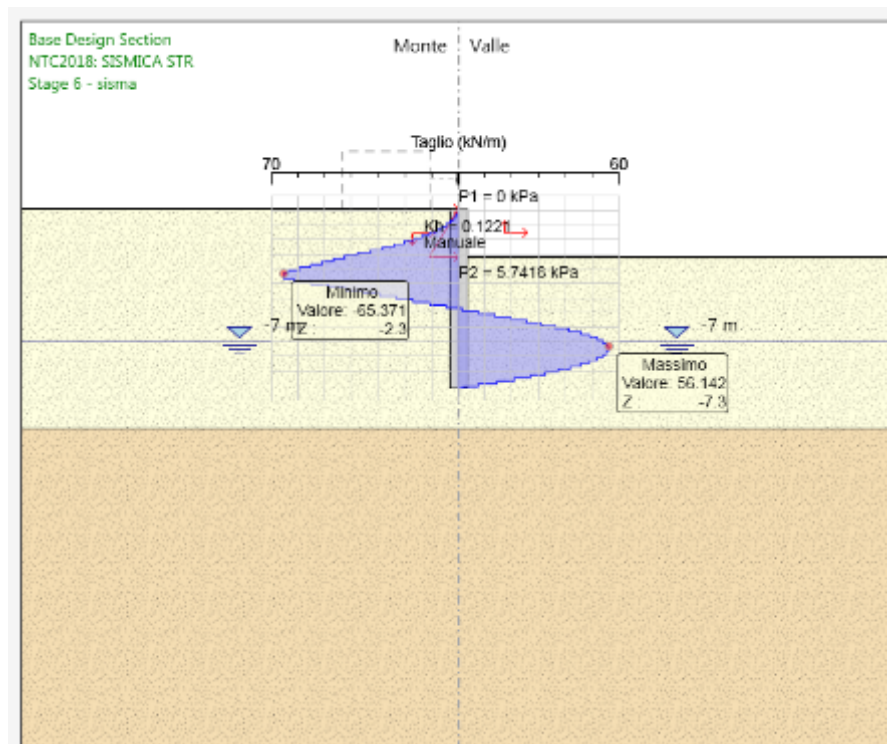 Base Design Section
NTC2018: SISMICA STR
Stage 6 - sisma
Monte Valle
Taglio (kN/m)
70 60
P1 = 0 kPa
Kh = 0.1221
Manuale
P2 = 5.7416 kPa
Minimo
Valore: -65.371
Z : -2.3
-7 m
-7 m
Massimo
Valore: 56.142
Z : -7.3